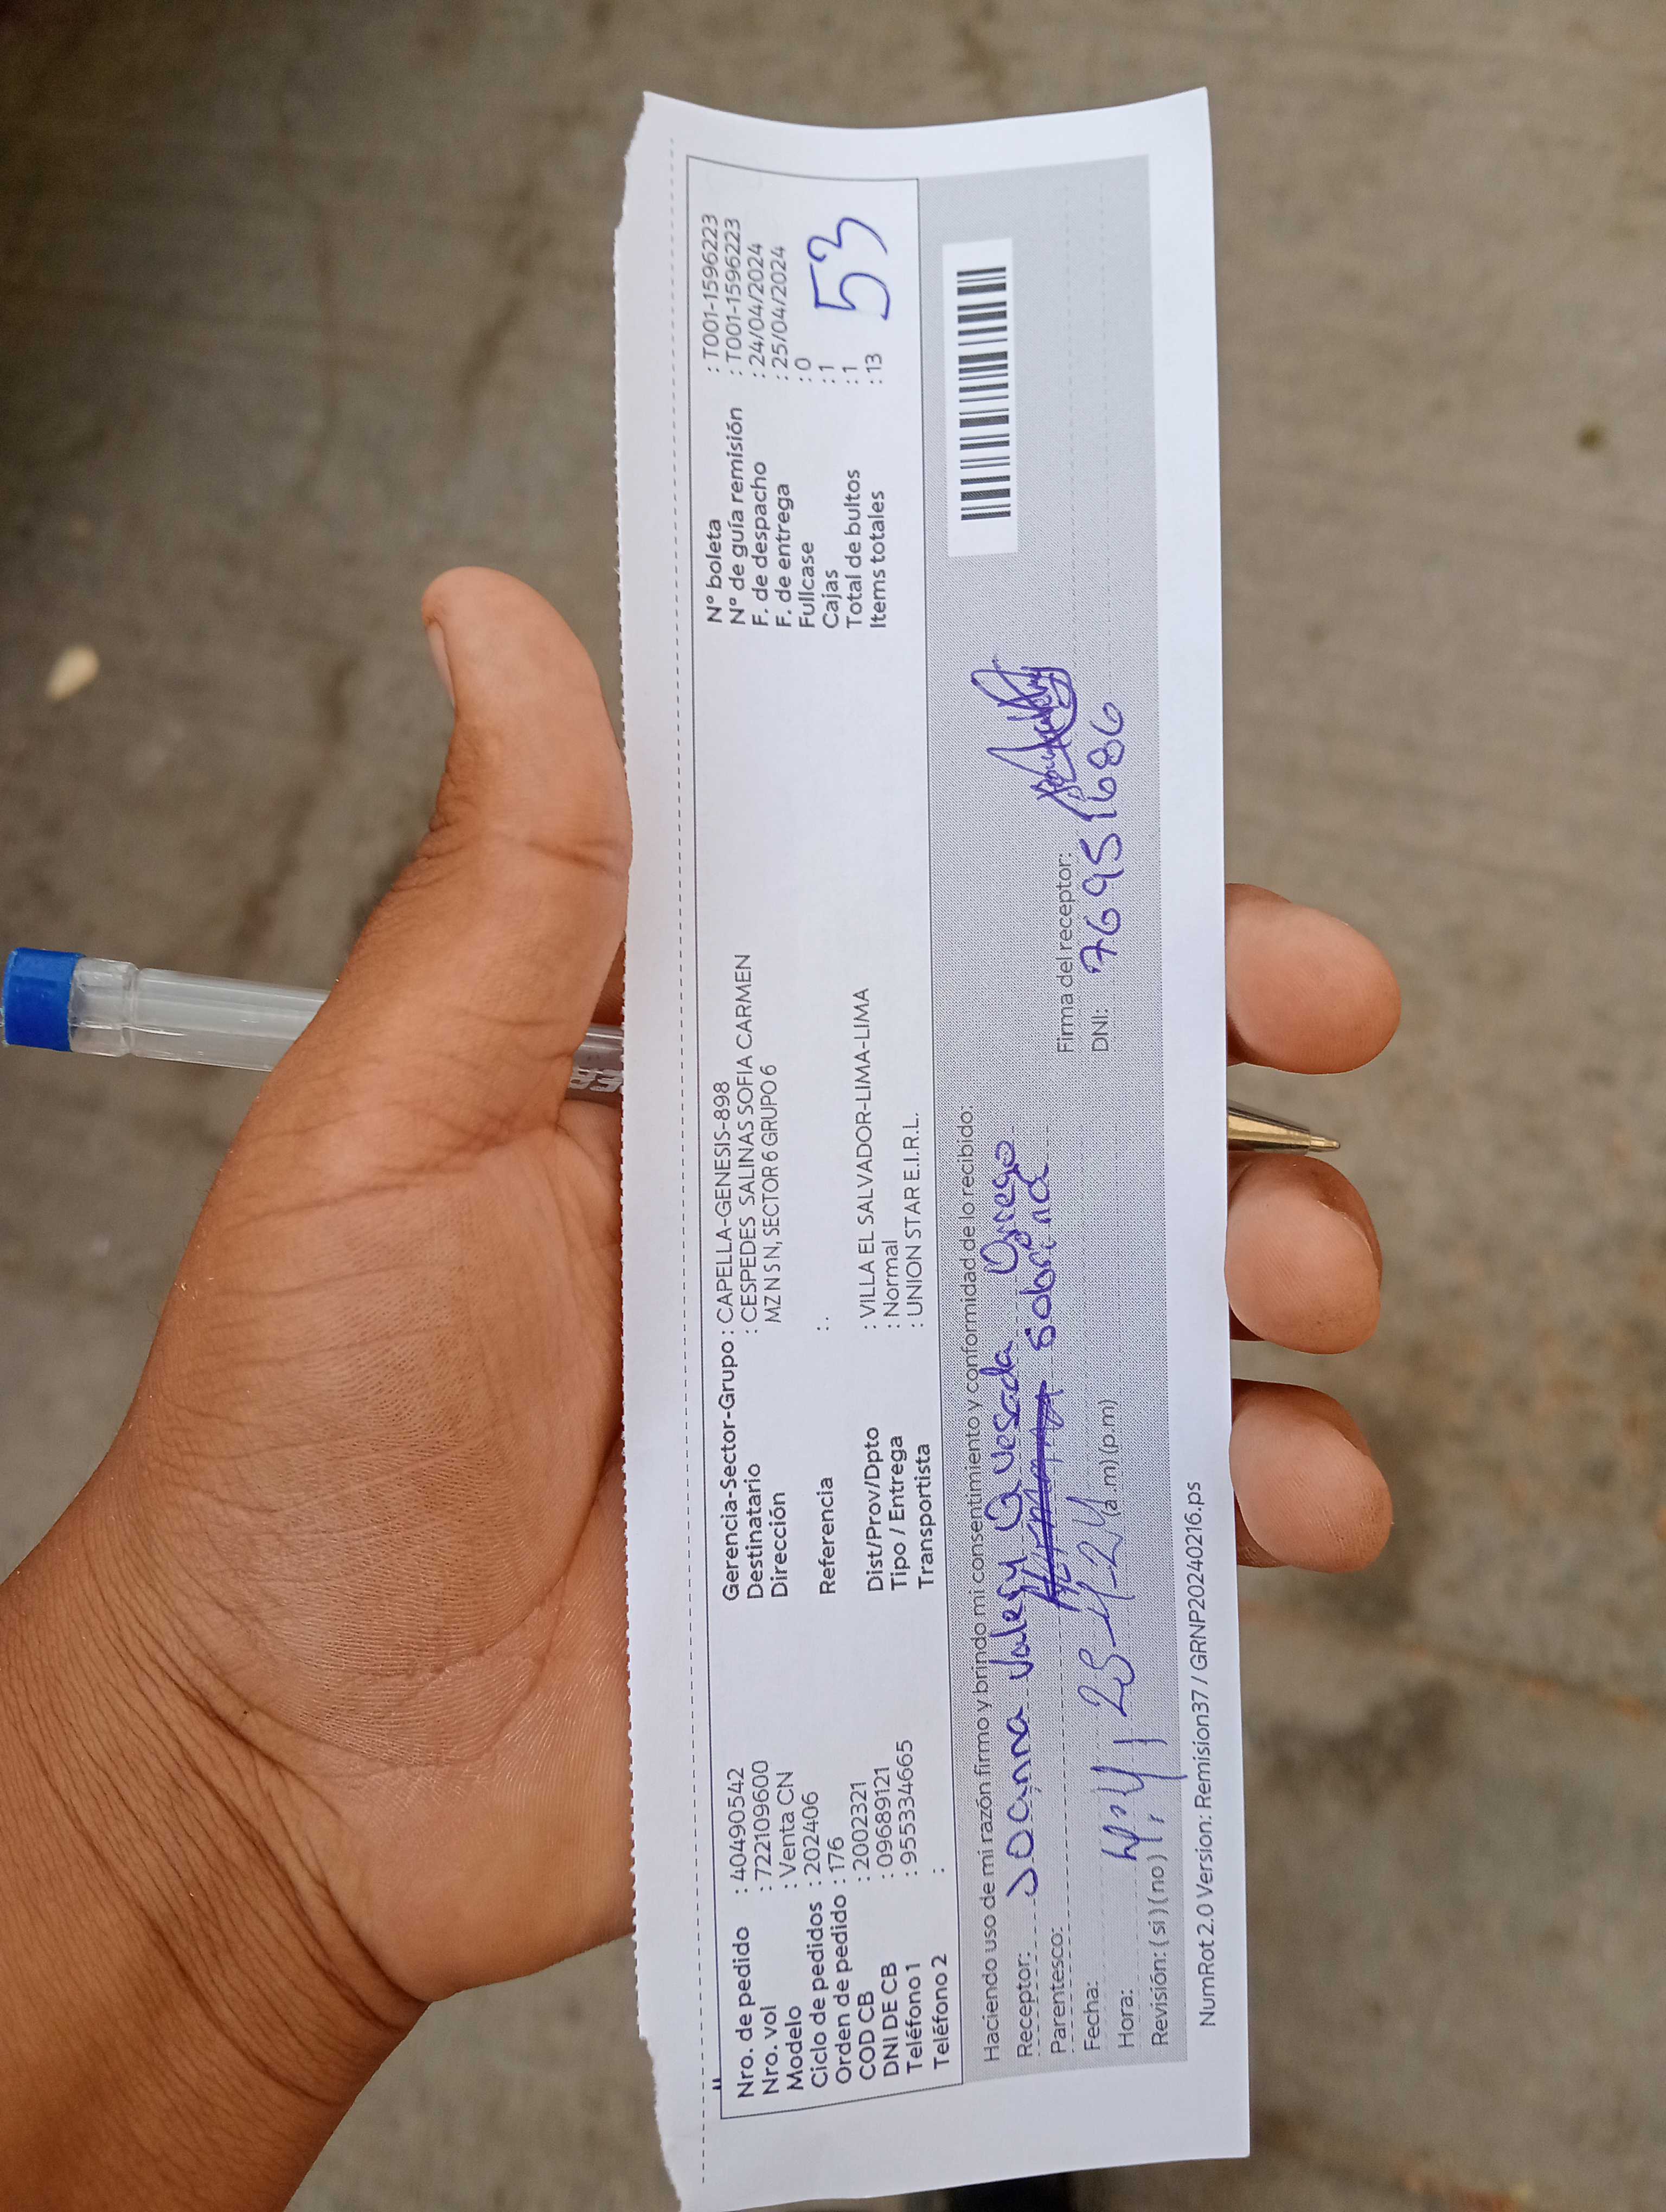 Nro. de pedido : 40490542
Nro. vol : 722109600
Modelo : Venta CN
Ciclo de pedidos : 202406
Orden de pedido : 176
COD CB : 2002321
DNI DE CB : 09689121
Teléfono 1 : 955334665
Teléfono 2 :
Gerencia-Sector-Grupo : CAPELLA-GENESIS-898
Destinatario : CESPEDES SALINAS SOFIA CARMEN
Dirección MZ N S N, SECTOR 6 GRUPO 6
Referencia : .
Dist/Prov/Dpto : VILLA EL SALVADOR-LIMA-LIMA
Tipo / Entrega : Normal
Transportista : UNION STAR E.I.R.L.
N° boleta : T001-1596223
N° de guía remisión : T001-1596223
F. de despacho : 24/04/2024
F. de entrega : 25/04/2024
Fullcase : 0
Cajas : 1
Total de bultos : 1
Items totales : 13
53
Haciendo uso de mi razón firmo y brindo mi consentimiento y conformidad de lo recibido:
Receptor: Joanna Valery Quesada Orrego
Parentesco: sobrina
Fecha: 25-4-24
Hora: (a.m) (p.m)
Revisión: ( si ) ( no )
Firma del receptor:
DNI: 76951686
NumRot 2.0 Version: Remision37 / GRNP20240216.ps